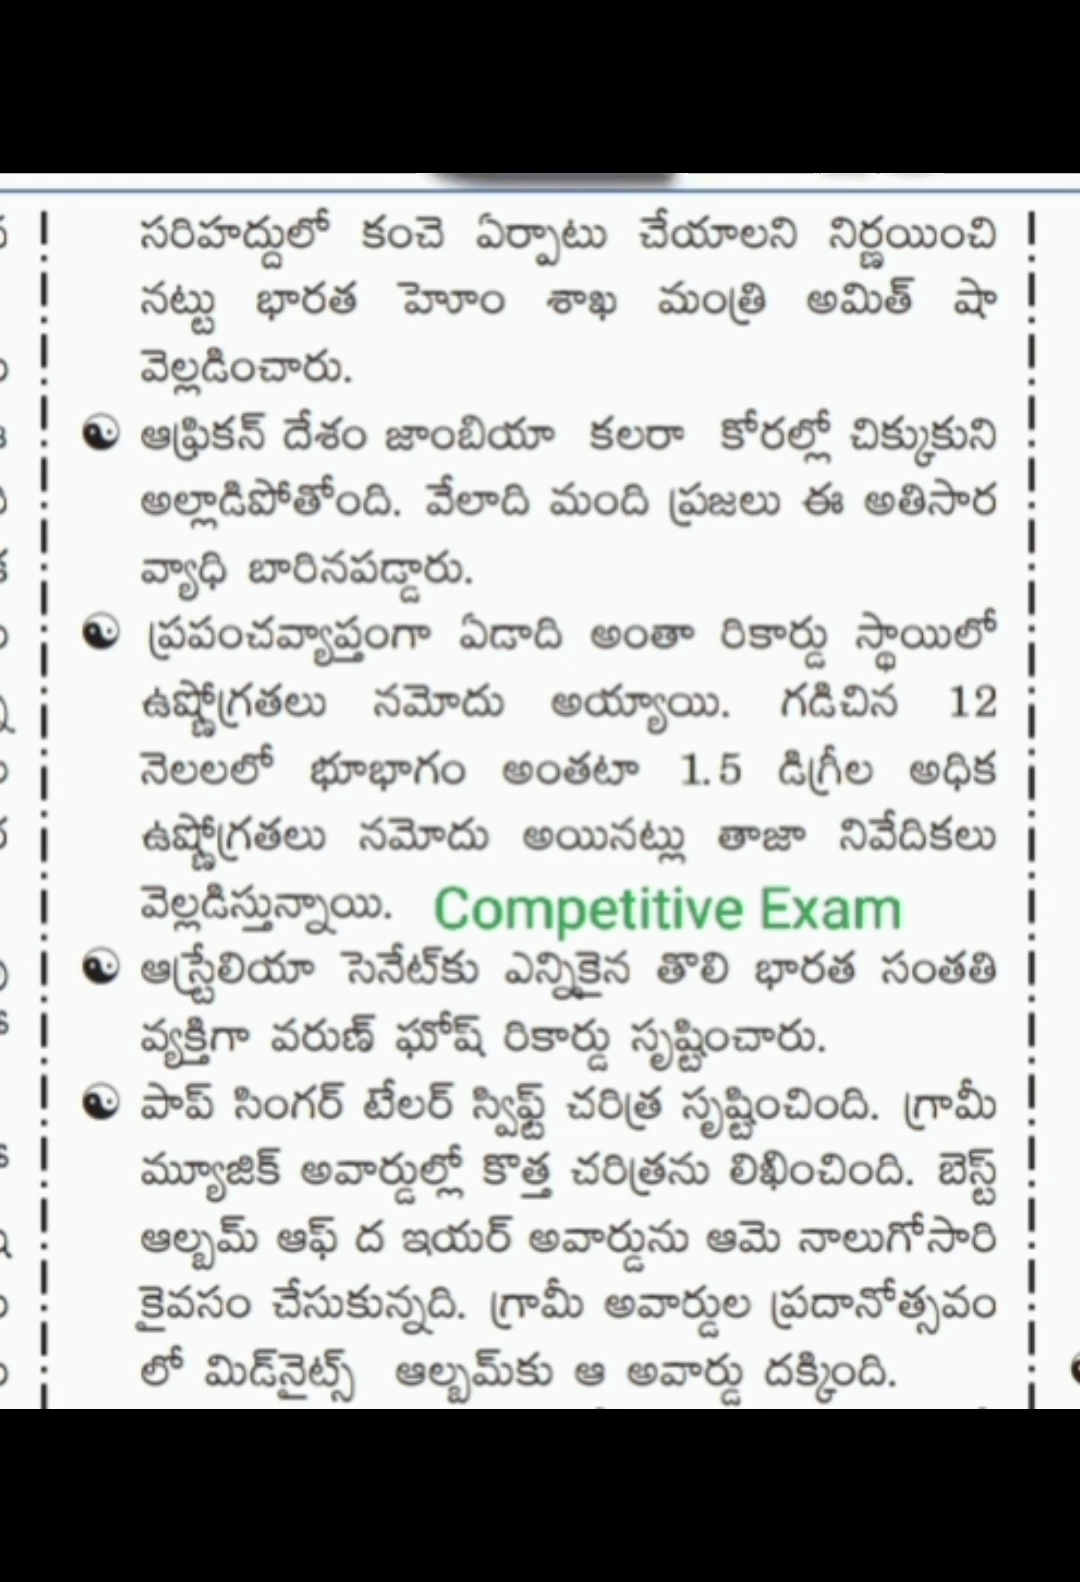 సరిహద్దులో కంచె ఏర్పాటు చేయాలని నిర్ణయించి
నట్టు భారత హెూం శాఖ మంత్రి అమిత్ షా
వెల్లడించారు.
ఆఫ్రికన్ దేశం జాంబియా కలరా కోరల్లో చిక్కుకుని
అల్లాడిపోతోంది. వేలాది మంది ప్రజలు ఈ అతిసార
వ్యాధి బారినపడ్డారు.
ప్రపంచవ్యాప్తంగా ఏడాది అంతా రికార్డు స్థాయిలో
ఉష్ణోగ్రతలు నమోదు అయ్యాయి. గడిచిన 12
నెలలలో భూభాగం అంతటా 1.5 డిగ్రీల అధిక
ఉష్ణోగ్రతలు నమోదు అయినట్లు తాజా నివేదికలు
వెల్లడిస్తున్నాయి. Competitive Exam
ఆస్ట్రేలియా సెనేట్‌కు ఎన్నికైన తొలి భారత సంతతి
వ్యక్తిగా వరుణ్ ఘోష్ రికార్డు సృష్టించారు.
పాప్ సింగర్ టేలర్ స్విఫ్ట్ చరిత్ర సృష్టించింది. గ్రామీ
మ్యూజిక్ అవార్డుల్లో కొత్త చరిత్రను లిఖించింది. బెస్ట్
ఆల్బమ్ ఆఫ్ ద ఇయర్ అవార్డును ఆమె నాలుగోసారి
కైవసం చేసుకున్నది. గ్రామీ అవార్డుల ప్రదానోత్సవం
లో మిడ్‌నైట్స్ ఆల్బమ్‌కు ఆ అవార్డు దక్కింది.